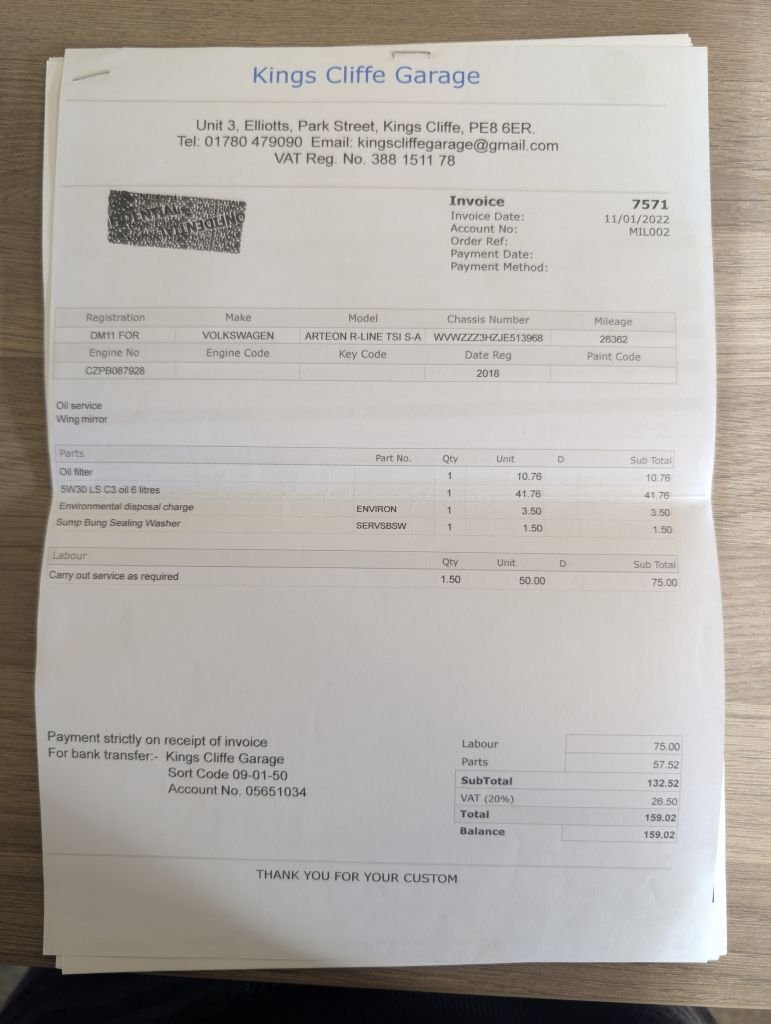 Kings Cliffe Garage
Unit 3, Elliotts, Park Street, Kings Cliffe, PE8 6ER.
Tel: 01780 479090 Email: kingscliffegarage@gmail.com
VAT Reg. No. 388 1511 78
Invoice 7571
Invoice Date: 11/01/2022
Account No: MIL002
Order Ref:
Payment Date:
Payment Method:
Registration Make Model Chassis Number Mileage
DM11 FOR VOLKSWAGEN ARTEON R-LINE TSI S-A WVWZZZ3HZJE513968 26362
Engine No Engine Code Key Code Date Reg Paint Code
CZPB087928 2018
Oil service
Wing mirror
Parts Part No. Qty Unit D Sub Total
Oil filter 1 10.76 10.76
5W30 LS C3 oil 6 litres 1 41.76 41.76
Environmental disposal charge ENVIRON 1 3.50 3.50
Sump Bung Sealing Washer SERVSBSW 1 1.50 1.50
Labour Qty Unit D Sub Total
Carry out service as required 1.50 50.00 75.00
Payment strictly on receipt of invoice
For bank transfer:- Kings Cliffe Garage
Sort Code 09-01-50
Account No. 05651034
Labour 75.00
Parts 57.52
SubTotal 132.52
VAT (20%) 26.50
Total 159.02
Balance 159.02
THANK YOU FOR YOUR CUSTOM